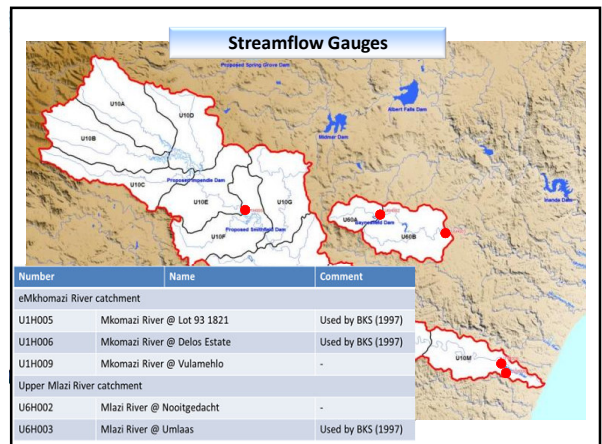 Streamflow Gauges
Proposed Spring Grove Dam
U10A
U10D
Albert Falls Dam
U10B
Midmar Dam
U10C
Proposed Impendle Dam
Inanda Dam
U10E
U10G
U60A
Baynesfield Dam
Proposed Smithfield Dam
U10F
U60B
Number Name Comment
eMkhomazi River catchment
U1H005 Mkomazi River @ Lot 93 1821 Used by BKS (1997)
U1H006 Mkomazi River @ Delos Estate Used by BKS (1997)
U1H009 Mkomazi River @ Vulamehlo -
Upper Mlazi River catchment
U6H002 Mlazi River @ Nooitgedacht -
U6H003 Mlazi River @ Umlaas Used by BKS (1997)
U10M